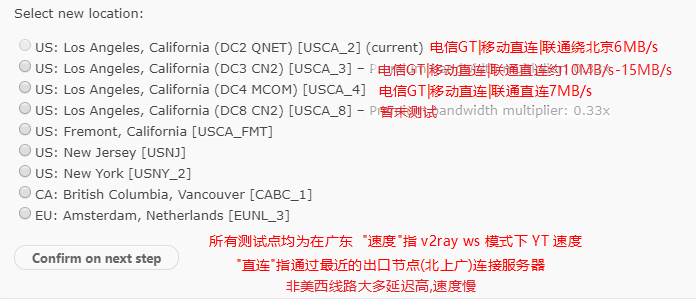 Select new location:
US: Los Angeles, California (DC2 QNET) [USCA_2] (current) 电信GT|移动直连|联通绕北京6MB/s
US: Los Angeles, California (DC3 CN2) [USCA_3] – 电信GT|移动直连|联通直连约10MB/s-15MB/s
US: Los Angeles, California (DC4 MCOM) [USCA_4] 电信GT|移动直连|联通直连7MB/s
US: Los Angeles, California (DC8 CN2) [USCA_8] – 暂未测试 bandwidth multiplier: 0.33x
US: Fremont, California [USCA_FMT]
US: New Jersey [USNJ]
US: New York [USNY_2]
CA: British Columbia, Vancouver [CABC_1]
EU: Amsterdam, Netherlands [EUNL_3]
所有测试点均为在广东 "速度"指 v2ray ws 模式下 YT 速度
Confirm on next step
"直连"指通过最近的出口节点(北上广)连接服务器
非美西线路大多延迟高,速度慢